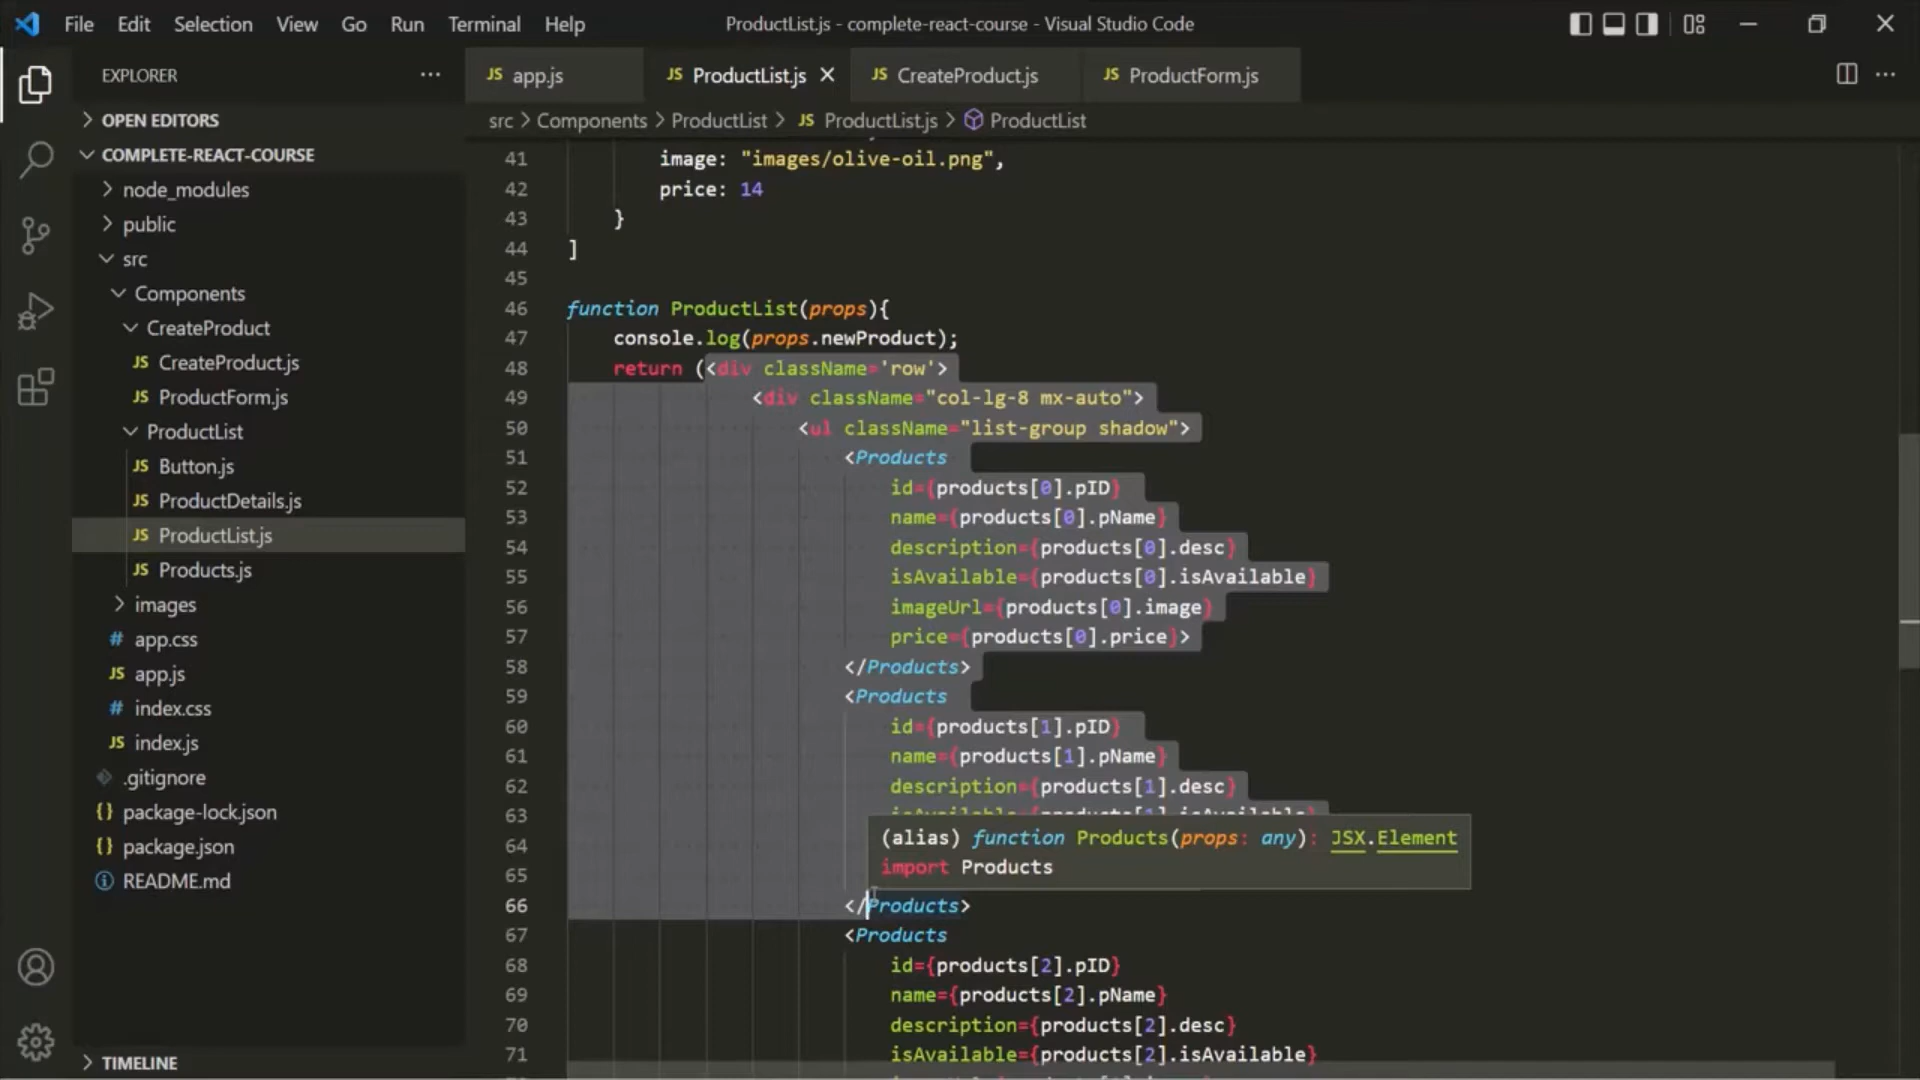 File Edit Selection View Go Run Terminal Help
ProductList.js - complete-react-course - Visual Studio Code
EXPLORER
OPEN EDITORS
COMPLETE-REACT-COURSE
node_modules
public
src
Components
CreateProduct
JS CreateProduct.js
JS ProductForm.js
ProductList
JS Button.js
JS ProductDetails.js
JS ProductList.js
JS Products.js
images
# app.css
JS app.js
# index.css
JS index.js
.gitignore
{} package-lock.json
{} package.json
README.md
TIMELINE
JS app.js JS ProductList.js JS CreateProduct.js JS ProductForm.js
src > Components > ProductList > JS ProductList.js > ProductList
41 image: "images/olive-oil.png",
42 price: 14
43 }
44 ]
45
46 function ProductList(props){
47 console.log(props.newProduct);
48 return (<div className='row'>
49 <div className="col-lg-8 mx-auto">
50 <ul className="list-group shadow">
51 <Products
52 id={products[0].pID}
53 name={products[0].pName}
54 description={products[0].desc}
55 isAvailable={products[0].isAvailable}
56 imageUrl={products[0].image}
57 price={products[0].price}>
58 </Products>
59 <Products
60 id={products[1].pID}
61 name={products[1].pName}
62 description={products[1].desc}
63 isAvailable={products[1].isAvailable}
64
65
(alias) function Products(props: any): JSX.Element
import Products
66 </Products>
67 <Products
68 id={products[2].pID}
69 name={products[2].pName}
70 description={products[2].desc}
71 isAvailable={products[2].isAvailable}